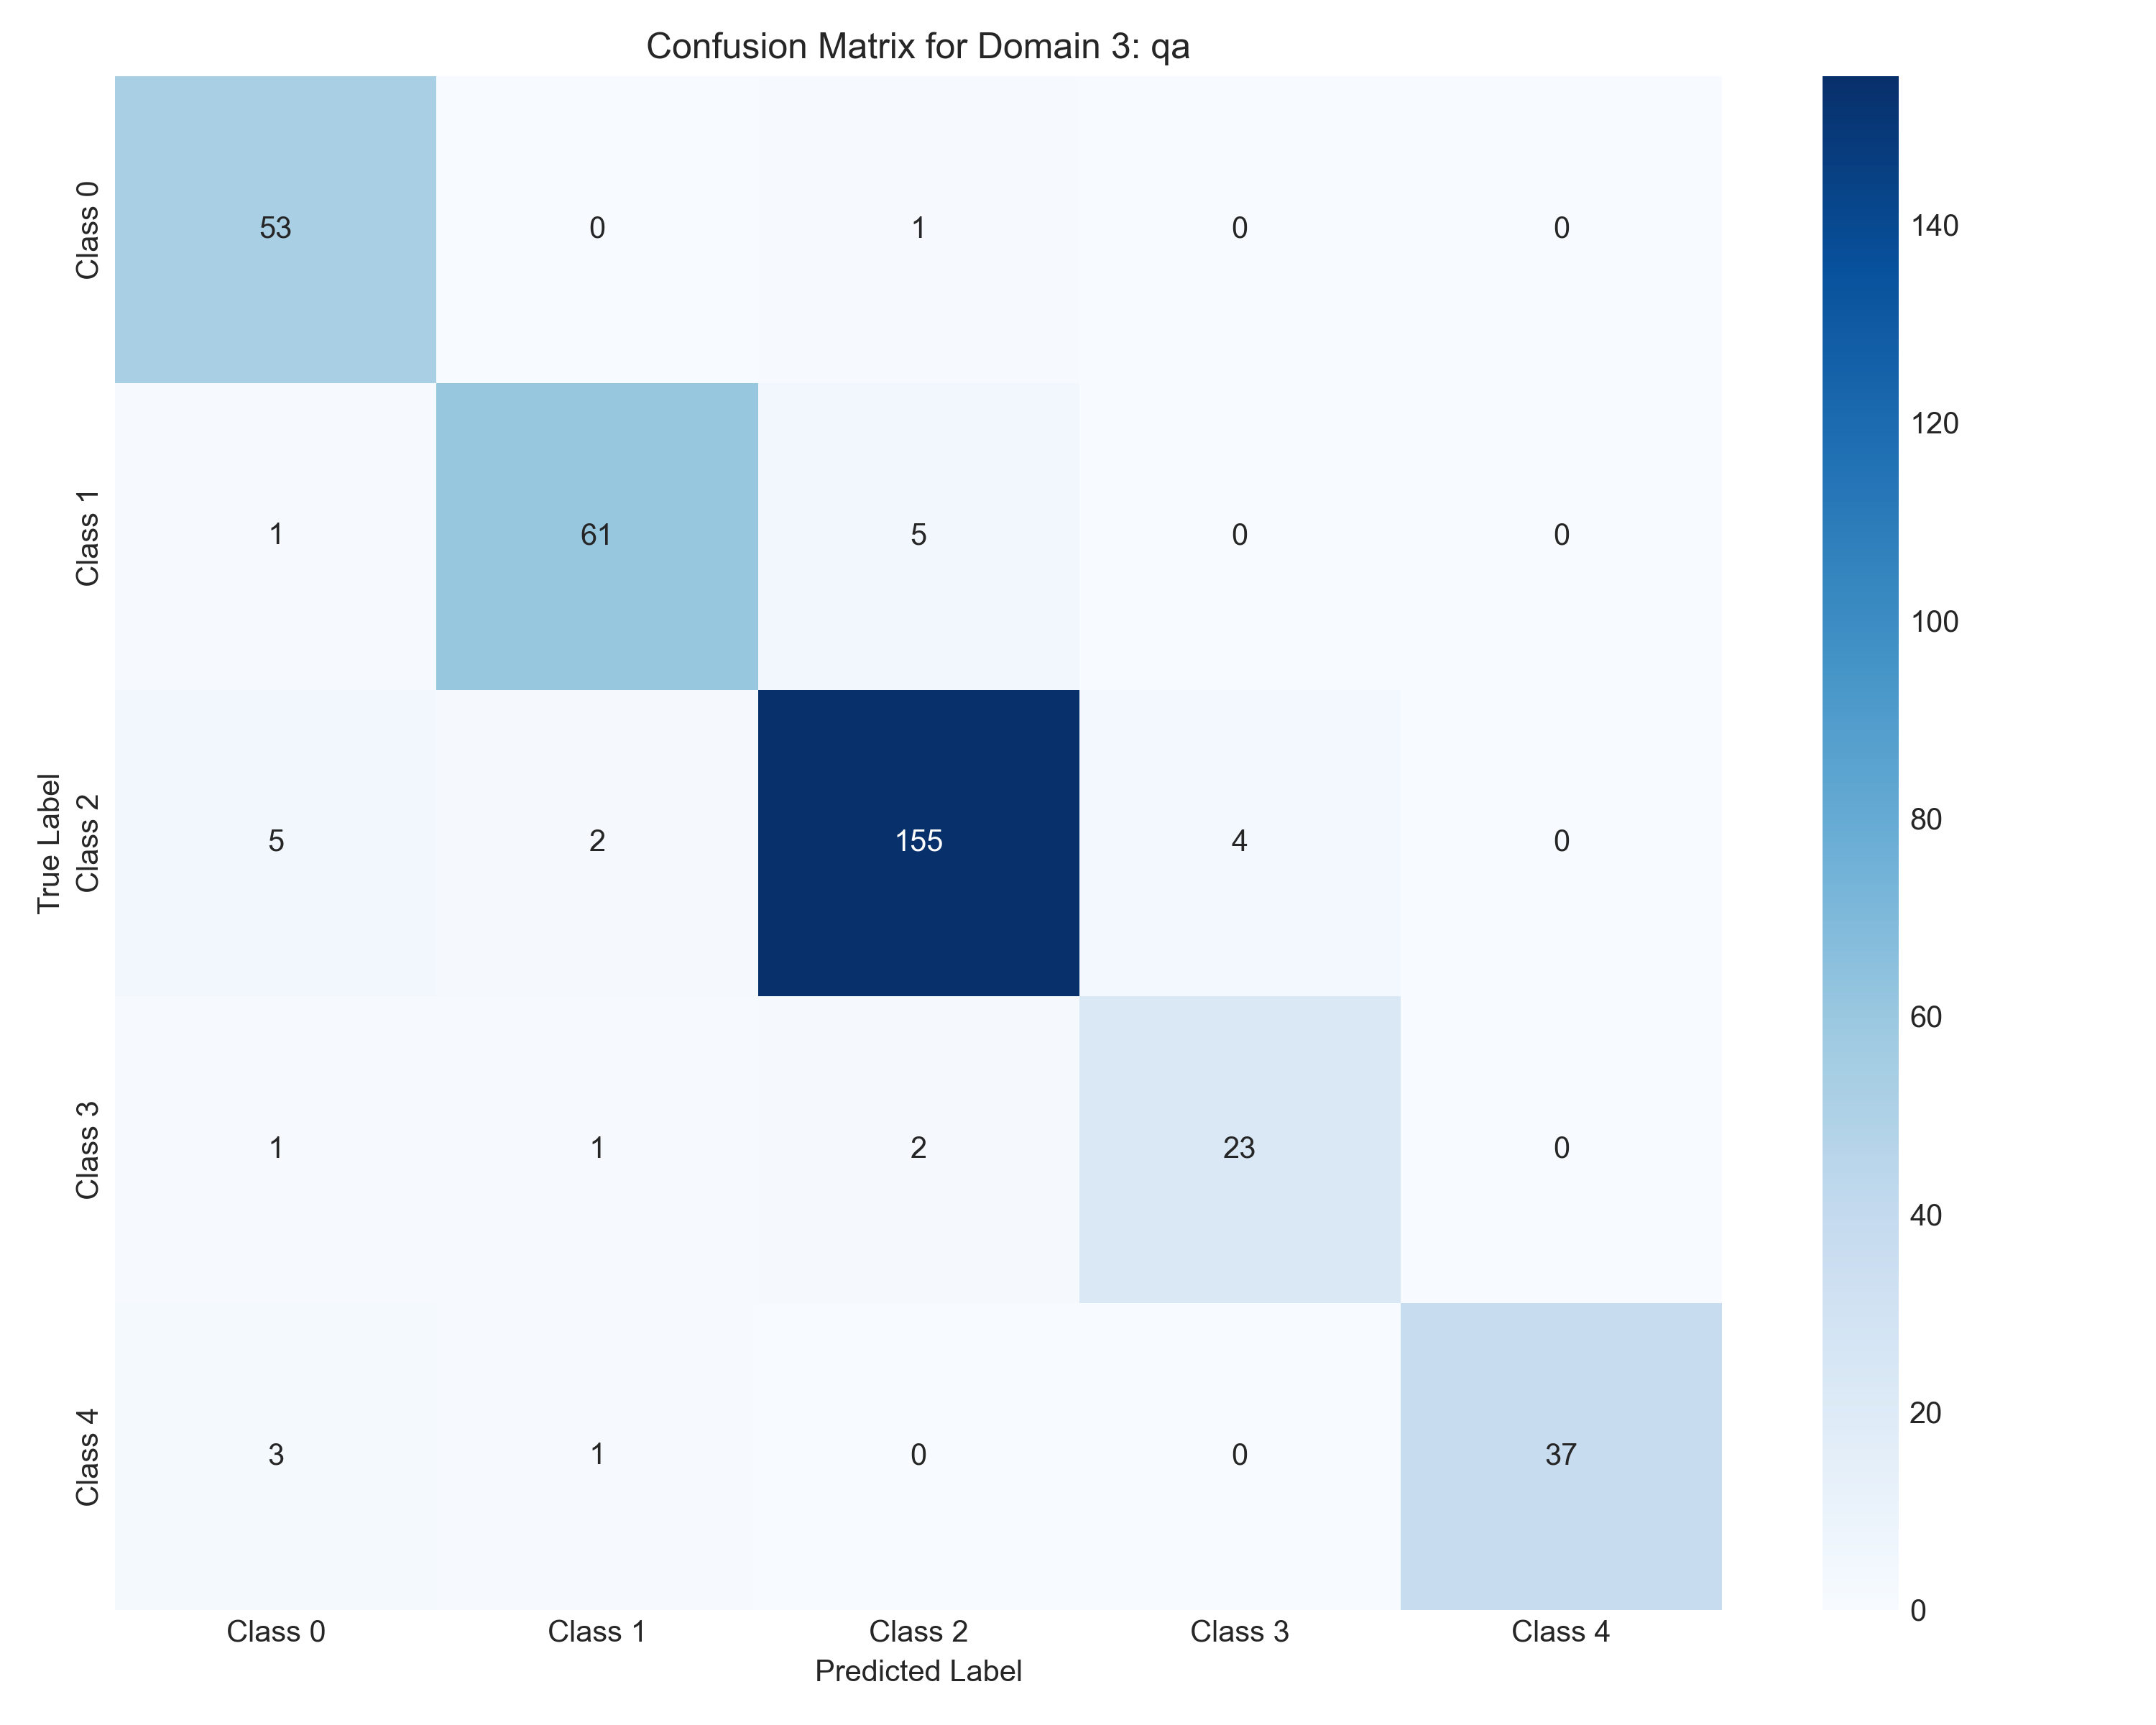 Confusion Matrix for Domain 3: qa
Class 0
53 0 1 0 0
Class 1
1 61 5 0 0
True Label
Class 2
5 2 155 4 0
Class 3
1 1 2 23 0
Class 4
3 1 0 0 37
Class 0 Class 1 Class 2 Class 3 Class 4
Predicted Label
140
120
100
80
60
40
20
0